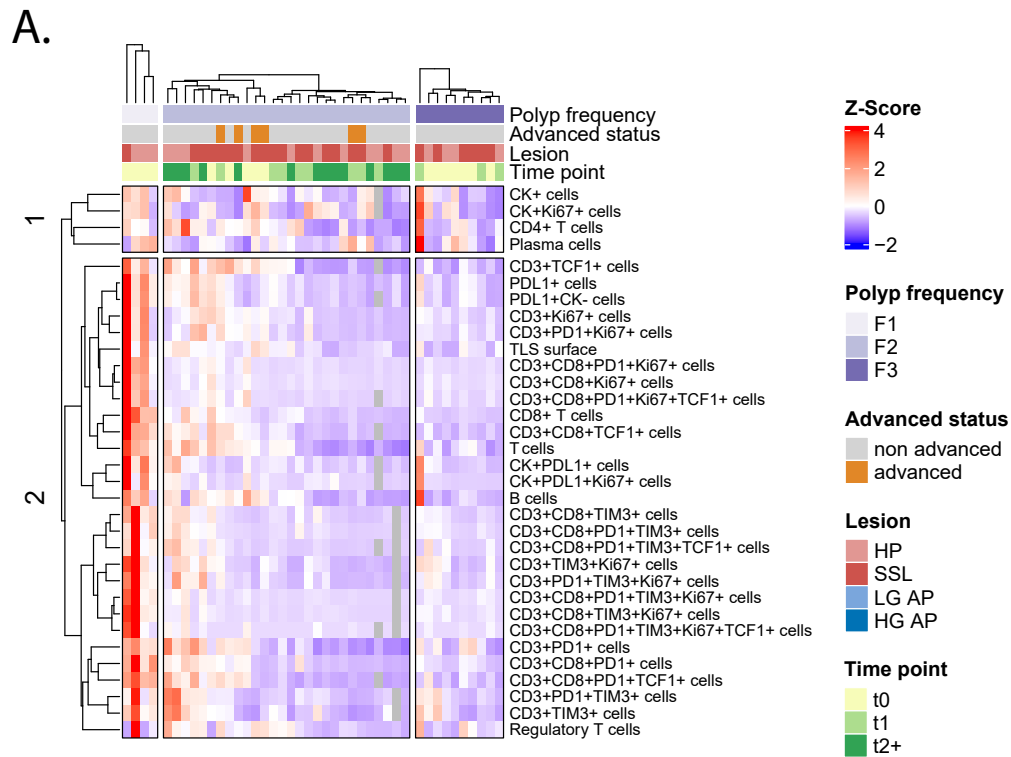 A.
Polyp frequency
Advanced status
Lesion
Time point
1
CK+ cells
CK+Ki67+ cells
CD4+ T cells
Plasma cells
2
CD3+TCF1+ cells
PDL1+ cells
PDL1+CK- cells
CD3+Ki67+ cells
CD3+PD1+Ki67+ cells
TLS surface
CD3+CD8+PD1+Ki67+ cells
CD3+CD8+Ki67+ cells
CD3+CD8+PD1+Ki67+TCF1+ cells
CD8+ T cells
CD3+CD8+TCF1+ cells
T cells
CK+PDL1+ cells
CK+PDL1+Ki67+ cells
B cells
CD3+CD8+TIM3+ cells
CD3+CD8+PD1+TIM3+ cells
CD3+CD8+PD1+TIM3+TCF1+ cells
CD3+TIM3+Ki67+ cells
CD3+PD1+TIM3+Ki67+ cells
CD3+CD8+PD1+TIM3+Ki67+ cells
CD3+CD8+TIM3+Ki67+ cells
CD3+CD8+PD1+TIM3+Ki67+TCF1+ cells
CD3+PD1+ cells
CD3+CD8+PD1+ cells
CD3+CD8+PD1+TCF1+ cells
CD3+PD1+TIM3+ cells
CD3+TIM3+ cells
Regulatory T cells
Z-Score
4
2
0
−2
Polyp frequency
F1
F2
F3
Advanced status
non advanced
advanced
Lesion
HP
SSL
LG AP
HG AP
Time point
t0
t1
t2+